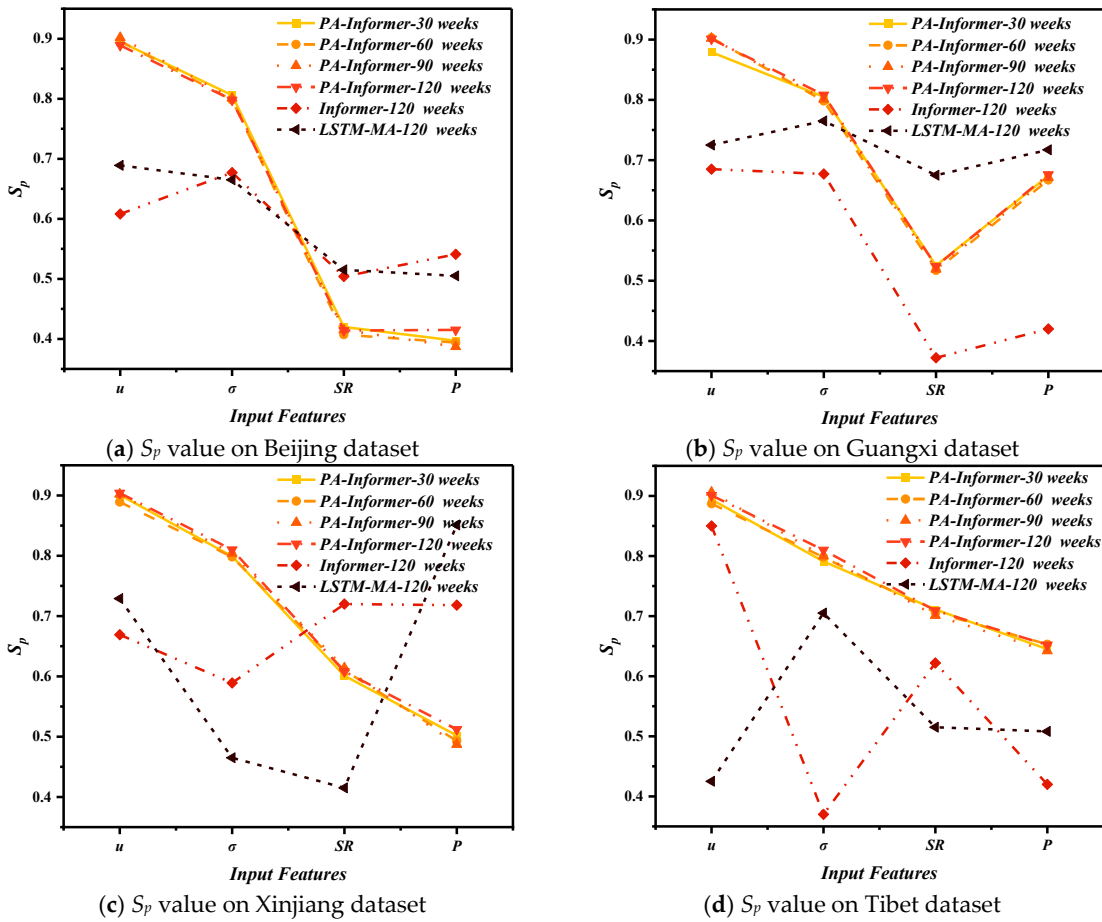 PA-Informer-30 weeks
PA-Informer-60 weeks
PA-Informer-90 weeks
PA-Informer-120 weeks
Informer-120 weeks
LSTM-MA-120 weeks
0.9
0.8
0.7
0.6
0.5
0.4
Sp
u
σ
SR
P
Input Features
(a) Sp value on Beijing dataset
PA-Informer-30 weeks
PA-Informer-60 weeks
PA-Informer-90 weeks
PA-Informer-120 weeks
Informer-120 weeks
LSTM-MA-120 weeks
0.9
0.8
0.7
0.6
0.5
0.4
Sp
u
σ
SR
P
Input Features
(b) Sp value on Guangxi dataset
PA-Informer-30 weeks
PA-Informer-60 weeks
PA-Informer-90 weeks
PA-Informer-120 weeks
Informer-120 weeks
LSTM-MA-120 weeks
0.9
0.8
0.7
0.6
0.5
0.4
Sp
u
σ
SR
P
Input Features
(c) Sp value on Xinjiang dataset
PA-Informer-30 weeks
PA-Informer-60 weeks
PA-Informer-90 weeks
PA-Informer-120 weeks
Informer-120 weeks
LSTM-MA-120 weeks
0.9
0.8
0.7
0.6
0.5
0.4
Sp
u
σ
SR
P
Input Features
(d) Sp value on Tibet dataset